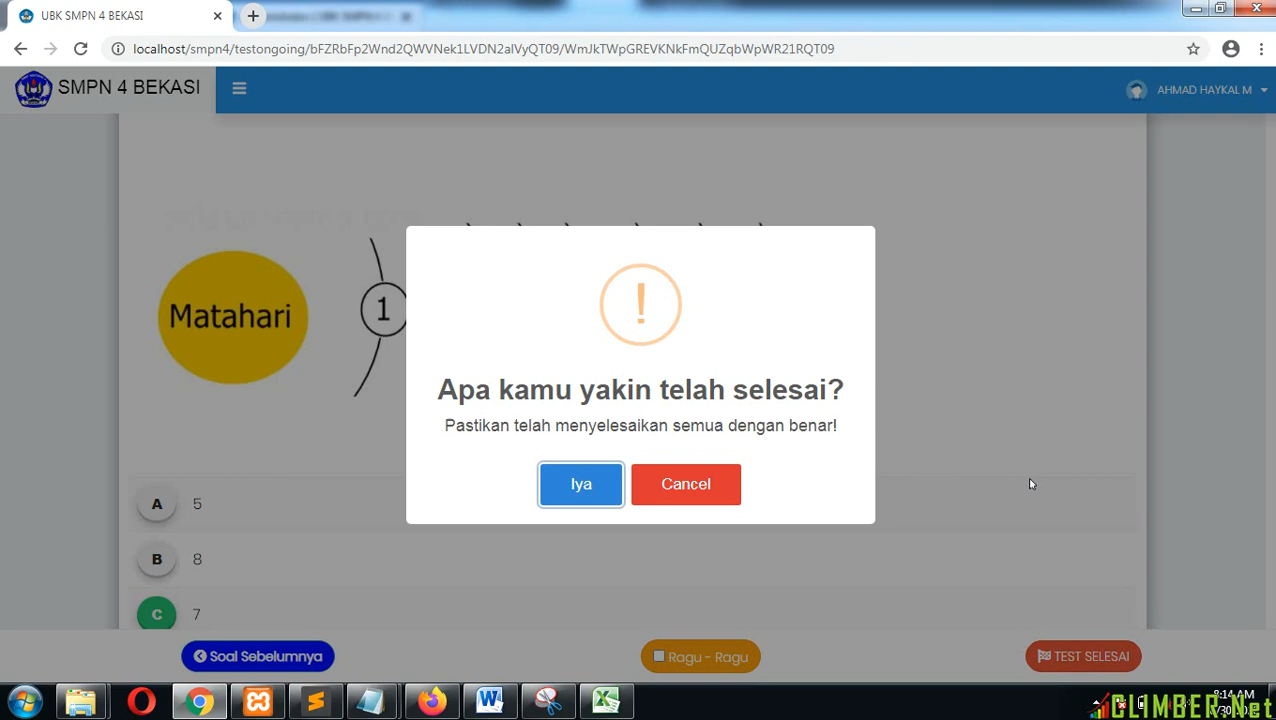 UBK SMPN 4 BEKASI
localhost/smpn4/testongoing/bFZRbFp2Wnd2QWVNek1LVDN2alVyQT09/WmJkTWpGREVKNkFmQUZqbWpWR21RQT09
SMPN 4 BEKASI
AHMAD HAYKAL M
Matahari
1
Apa kamu yakin telah selesai?
Pastikan telah menyelesaikan semua dengan benar!
Iya
Cancel
A 5
B 8
C 7
Soal Sebelumnya
Ragu - Ragu
TEST SELESAI
8:14 AM
CLIMBER.Net